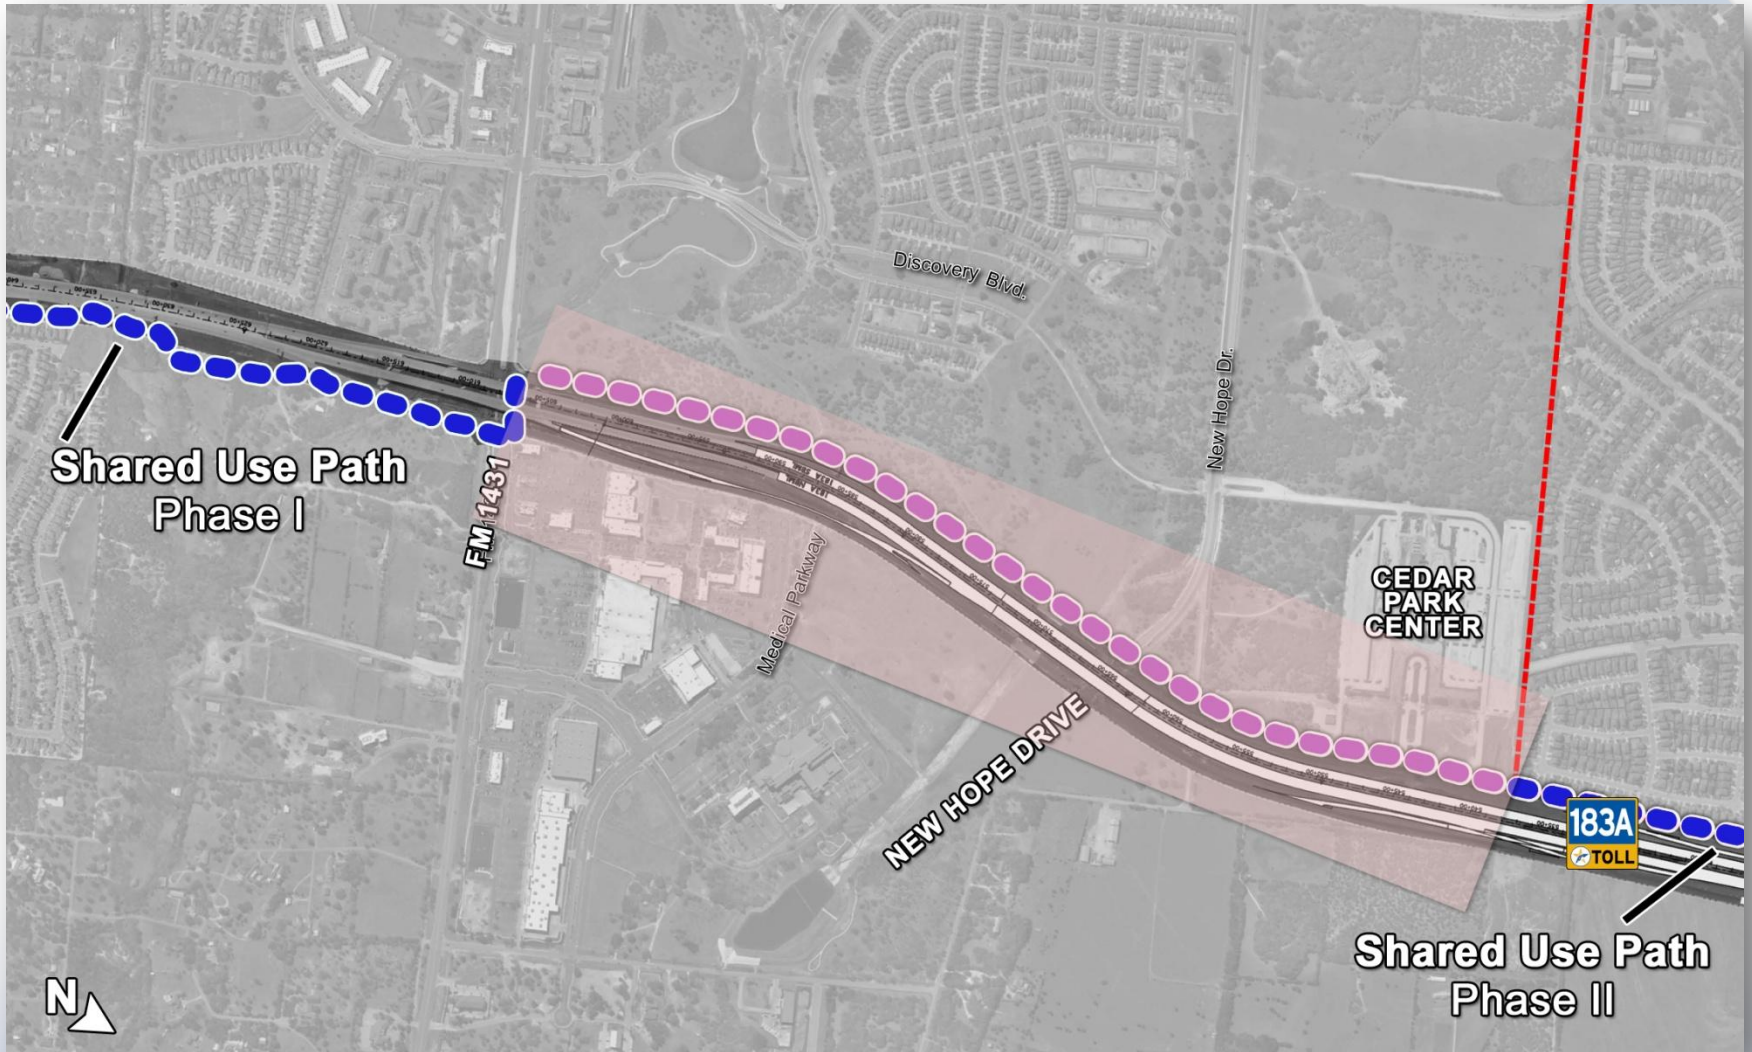 Discovery Blvd.
New Hope Dr.
Shared Use Path
Phase I
FM 1431
Medical Parkway
CEDAR
PARK
CENTER
NEW HOPE DRIVE
183A
TOLL
Shared Use Path
Phase II
N